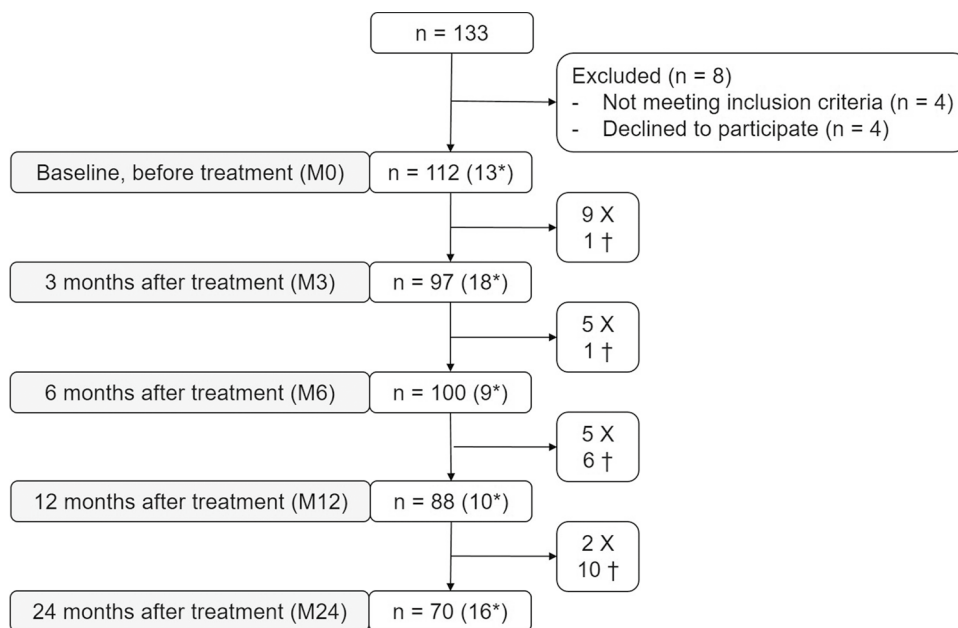 n = 133
Excluded (n = 8)
- Not meeting inclusion criteria (n = 4)
- Declined to participate (n = 4)
Baseline, before treatment (M0)
n = 112 (13*)
9 X
1 †
3 months after treatment (M3)
n = 97 (18*)
5 X
1 †
6 months after treatment (M6)
n = 100 (9*)
5 X
6 †
12 months after treatment (M12)
n = 88 (10*)
2 X
10 †
24 months after treatment (M24)
n = 70 (16*)